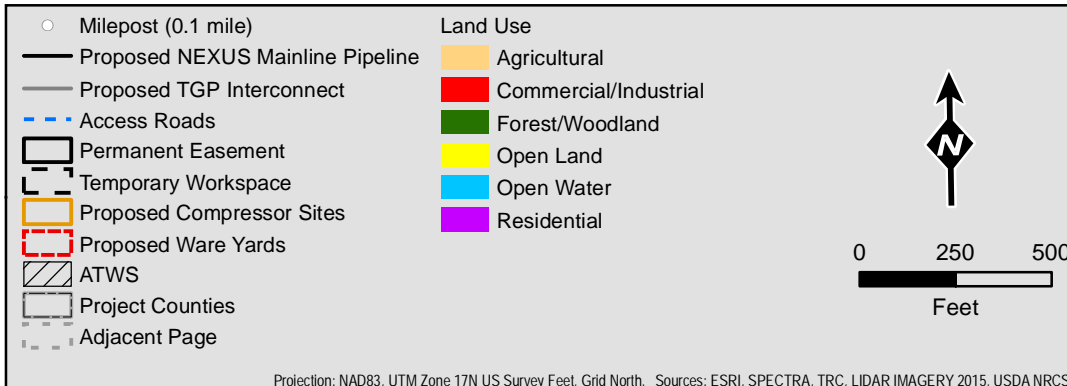 Milepost (0.1 mile)
Proposed NEXUS Mainline Pipeline
Proposed TGP Interconnect
Access Roads
Permanent Easement
Temporary Workspace
Proposed Compressor Sites
Proposed Ware Yards
ATWS
Project Counties
Adjacent Page
Land Use
Agricultural
Commercial/Industrial
Forest/Woodland
Open Land
Open Water
Residential
N
0 250 500
Feet
Projection: NAD83, UTM Zone 17N US Survey Feet, Grid North, Sources: ESRI, SPECTRA, TRC, LIDAR IMAGERY 2015, USDA NRCS